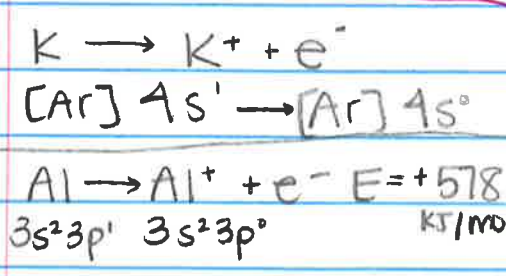 K → K⁺ + e⁻
[Ar] 4s¹ → [Ar] 4s⁰
Al → Al⁺ + e⁻ E = +578
3s²3p¹ 3s²3p⁰ KJ/mo